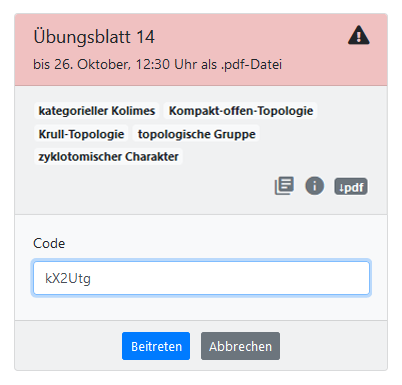 Übungsblatt 14
bis 26. Oktober, 12:30 Uhr als .pdf-Datei
kategorieller Kolimes Kompakt-offen-Topologie
Krull-Topologie topologische Gruppe
zyklotomischer Charakter
↓pdf
Code
kX2Utg
Beitreten Abbrechen